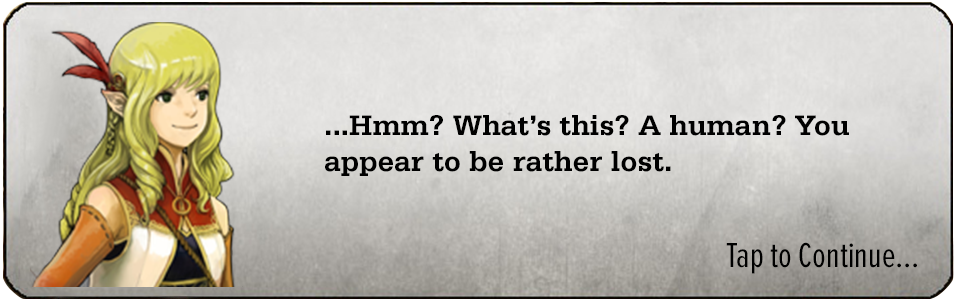 ...Hmm? What's this? A human? You
appear to be rather lost.
Tap to Continue...